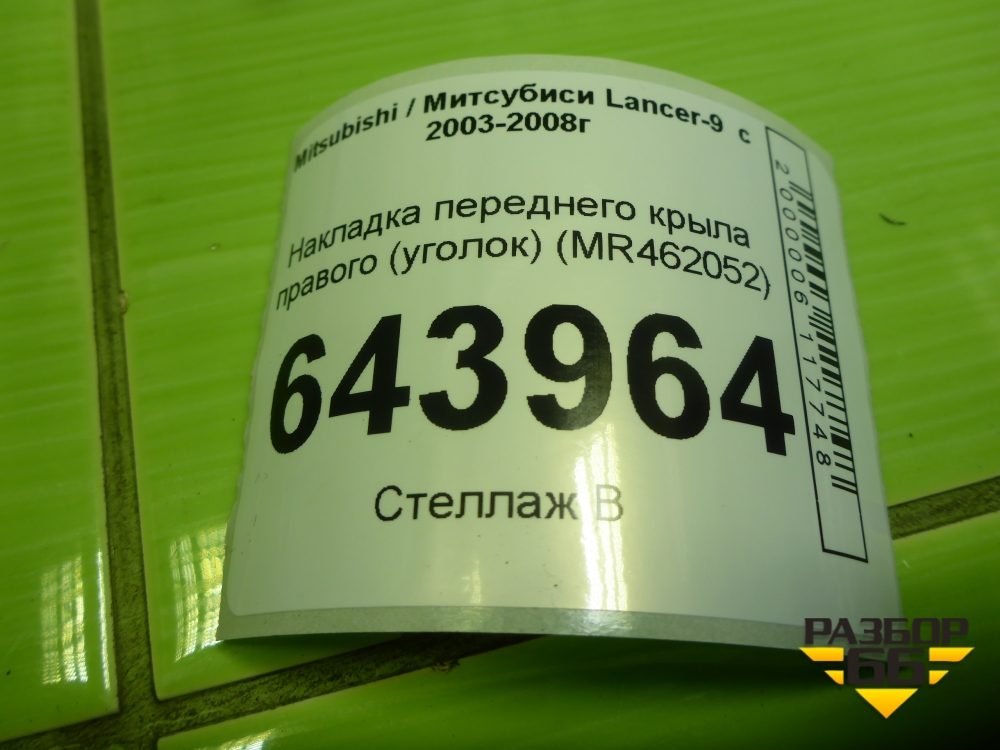 Mitsubishi / Митсубиси Lancer-9 с
2003-2008г
Накладка переднего крыла
правого (уголок) (MR462052)
643964
Стеллаж В
2000006117748
РАЗБОР
66